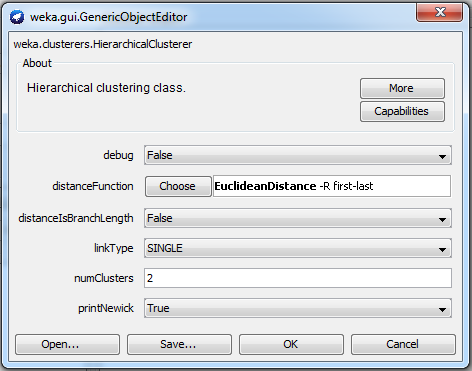 weka.gui.GenericObjectEditor
weka.clusterers.HierarchicalClusterer
About
Hierarchical clustering class.
More
Capabilities
debug False
distanceFunction Choose EuclideanDistance -R first-last
distanceIsBranchLength False
linkType SINGLE
numClusters 2
printNewick True
Open... Save... OK Cancel